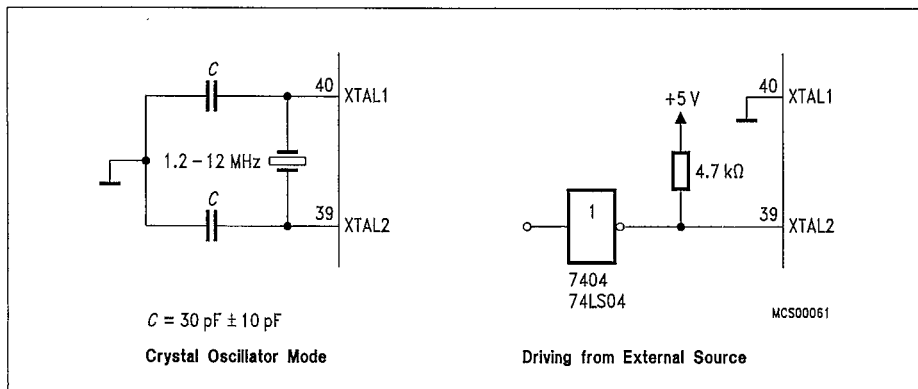 C
40
XTAL1
1.2 – 12 MHz
C
39
XTAL2
C = 30 pF ± 10 pF
Crystal Oscillator Mode
40
XTAL1
+5 V
4.7 kΩ
1
39
XTAL2
7404
74LS04
MCS00061
Driving from External Source